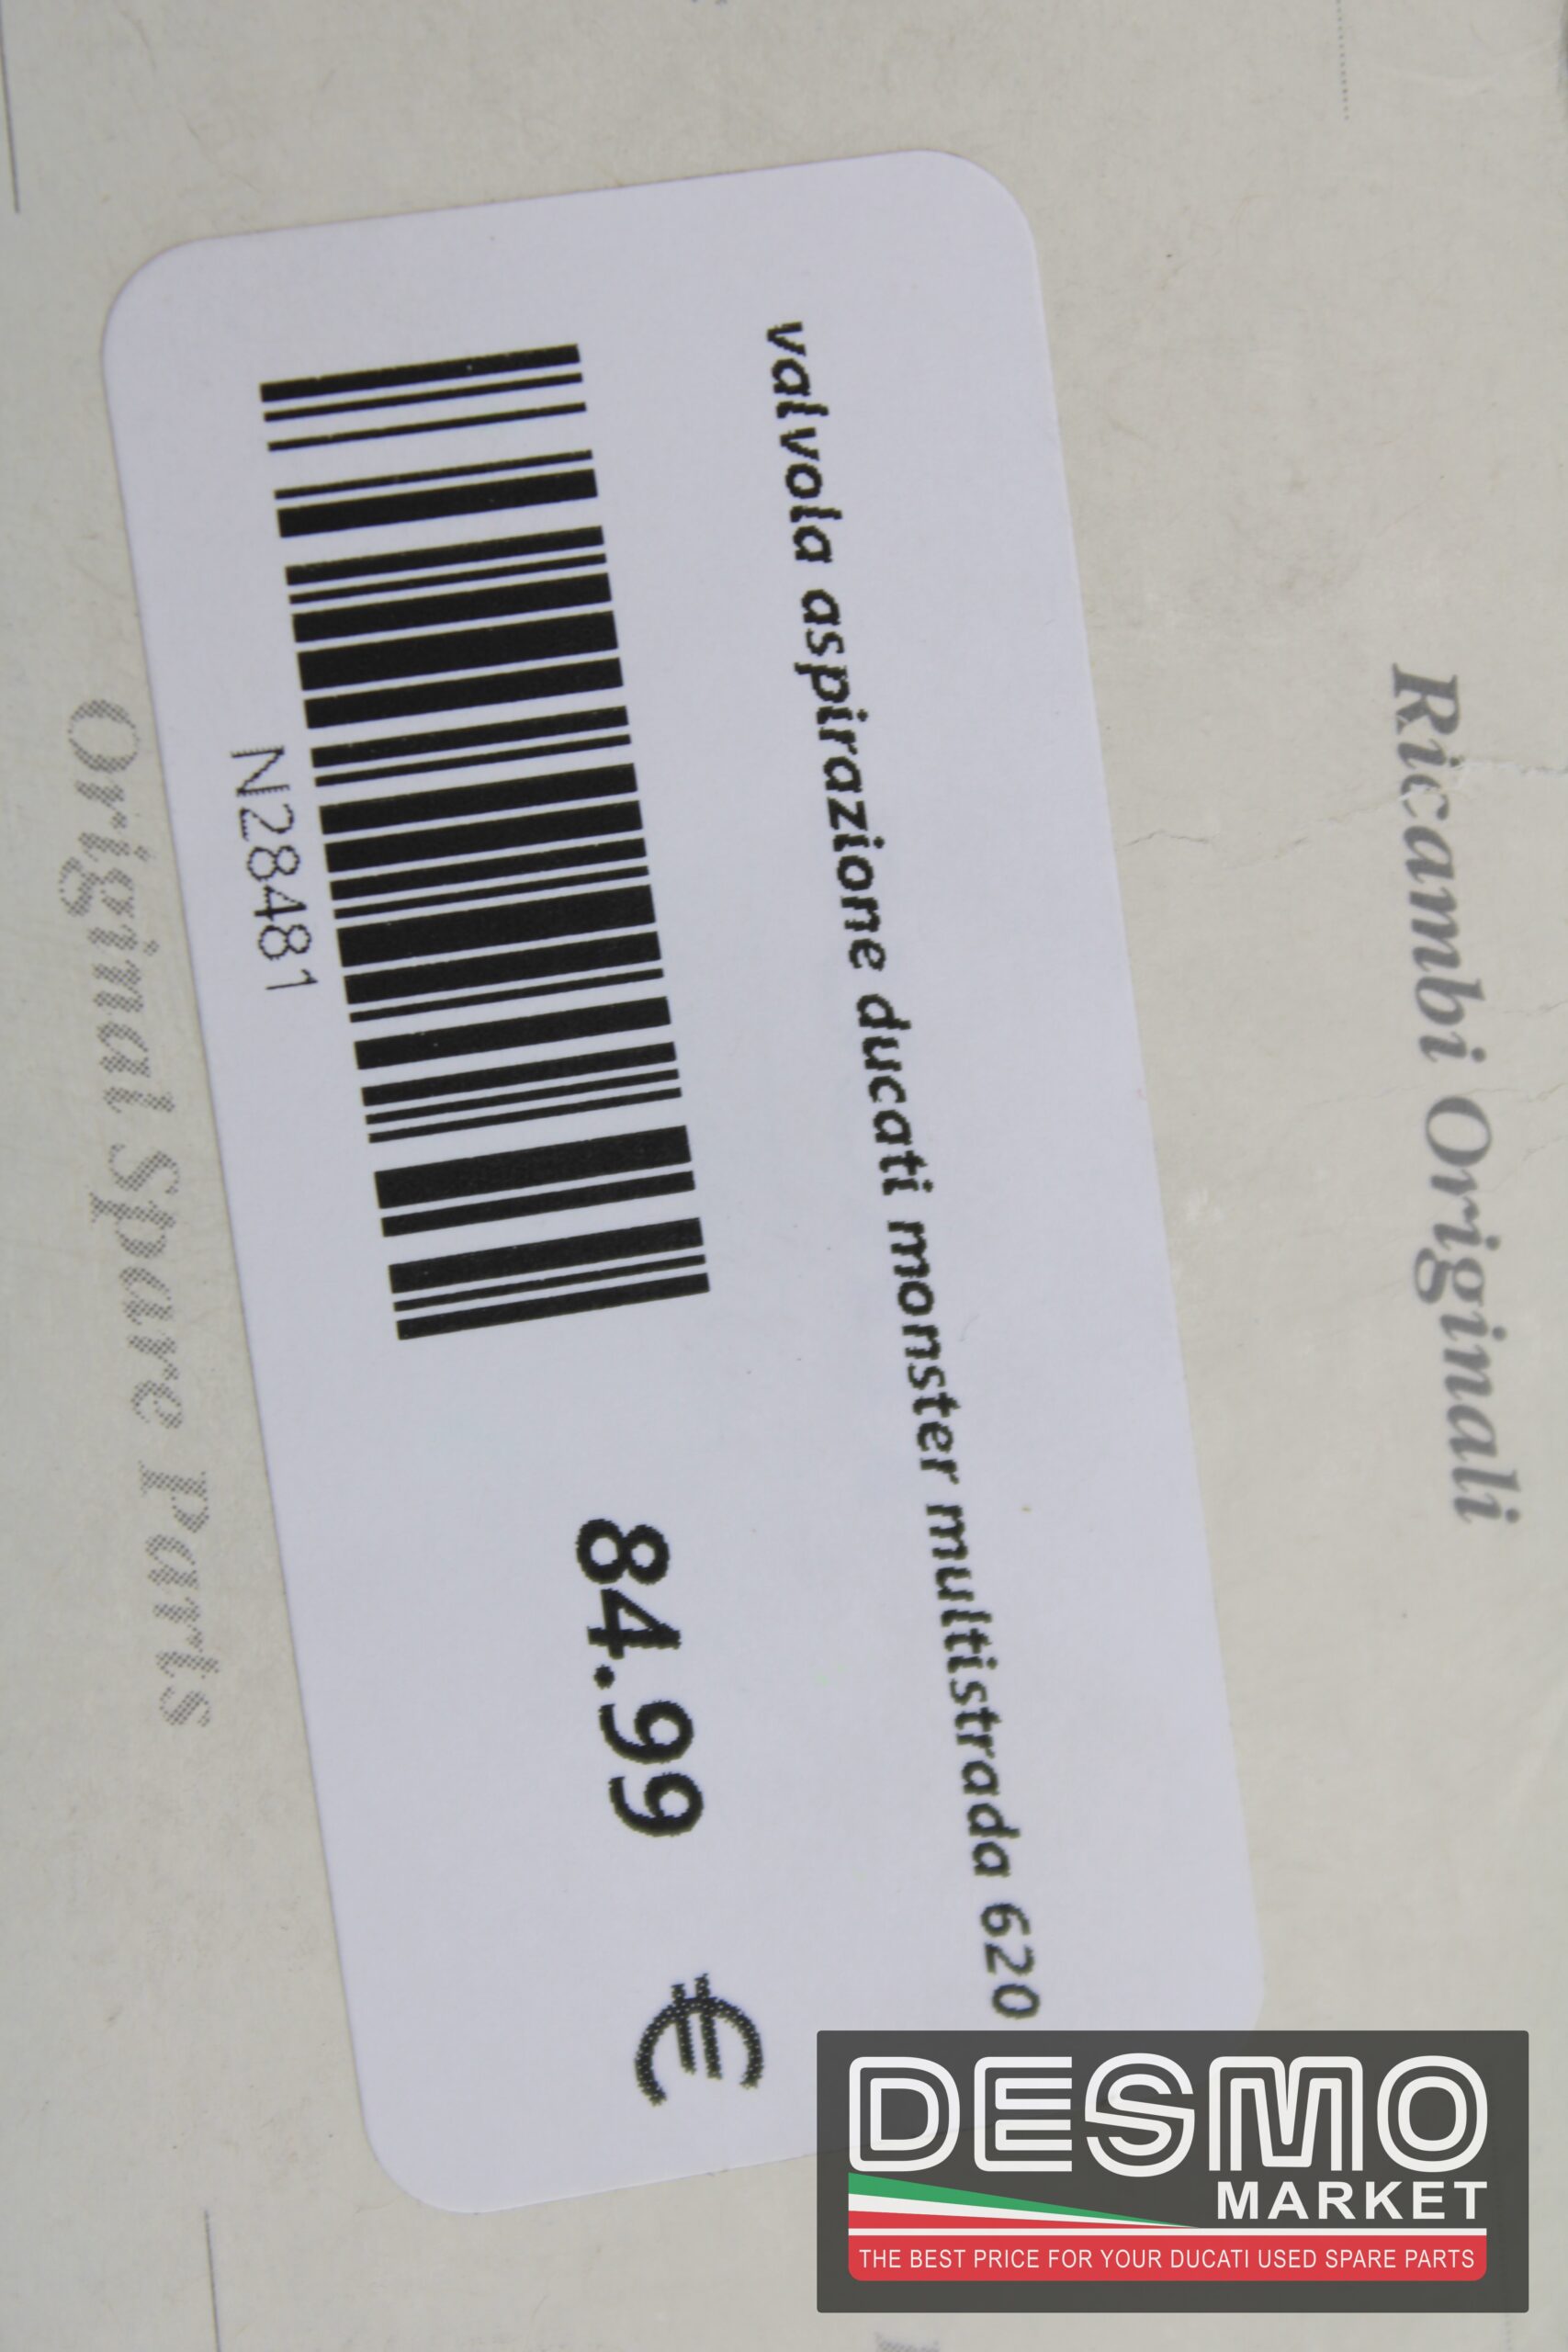 Ricambi Originali
valvola aspirazione ducati monster multistrada 620
N28481
84.99 €
Original Spare Parts
DESMO
MARKET
THE BEST PRICE FOR YOUR DUCATI USED SPARE PARTS